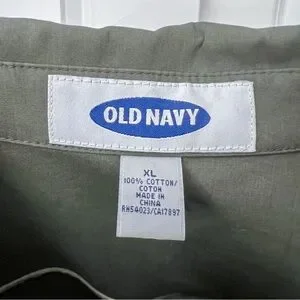 OLD NAVY
XL
100% COTTON/
COTON
MADE IN
CHINA
RN54023/CA17897